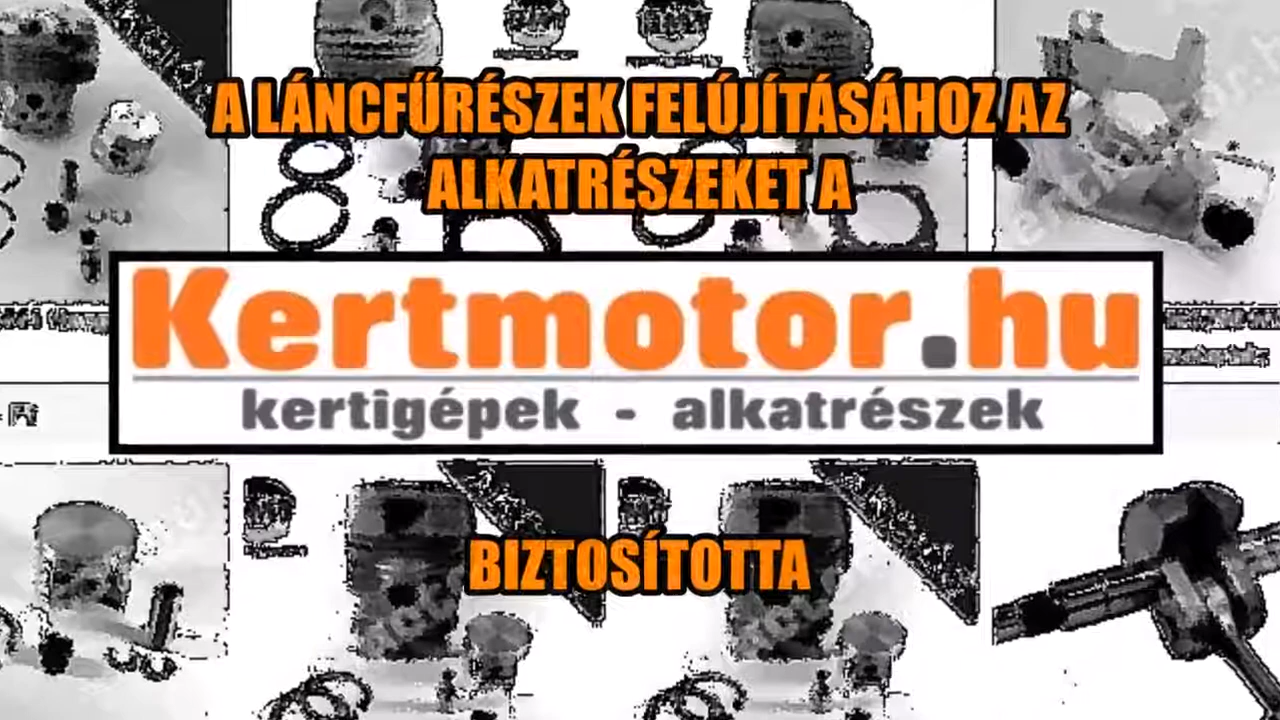 A LÁNCFŰRÉSZEK FELÚJÍTÁSÁHOZ AZ
ALKATRÉSZEKET A
Kertmotor.hu
kertigépek - alkatrészek
BIZTOSÍTOTTA